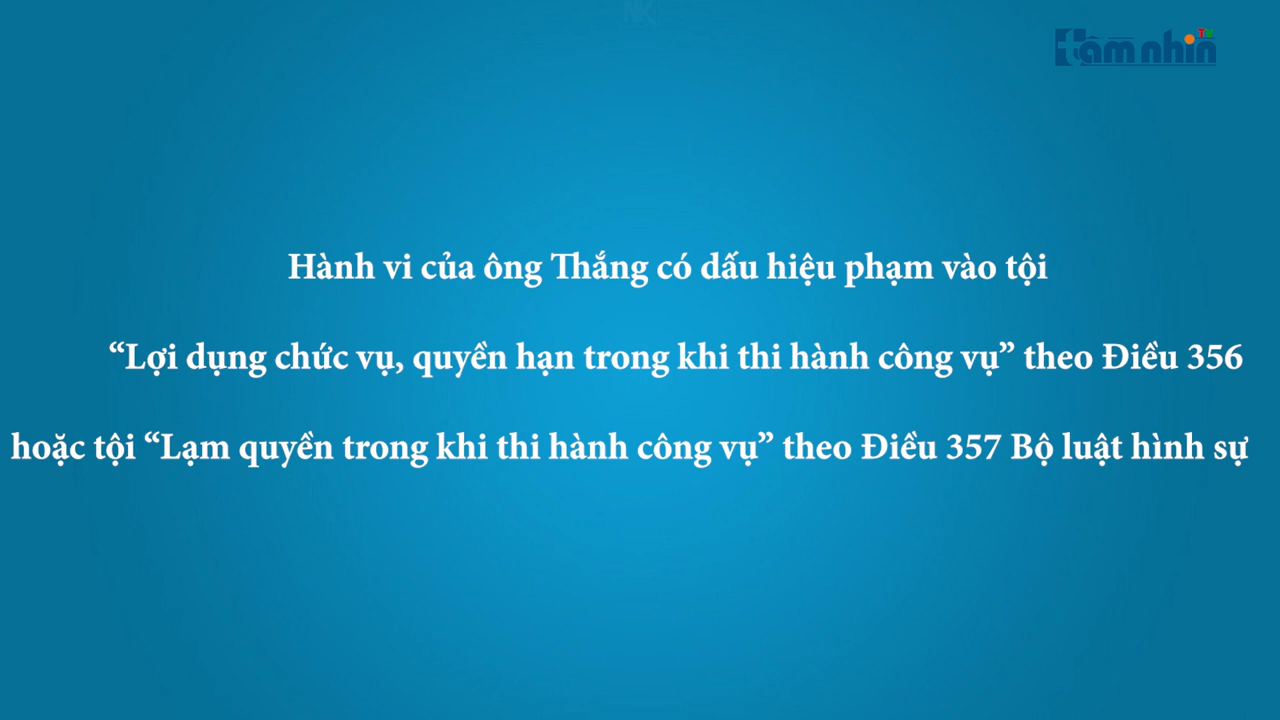 tầm nhìn TV
Hành vi của ông Thắng có dấu hiệu phạm vào tội
“Lợi dụng chức vụ, quyền hạn trong khi thi hành công vụ” theo Điều 356
hoặc tội “Lạm quyền trong khi thi hành công vụ” theo Điều 357 Bộ luật hình sự